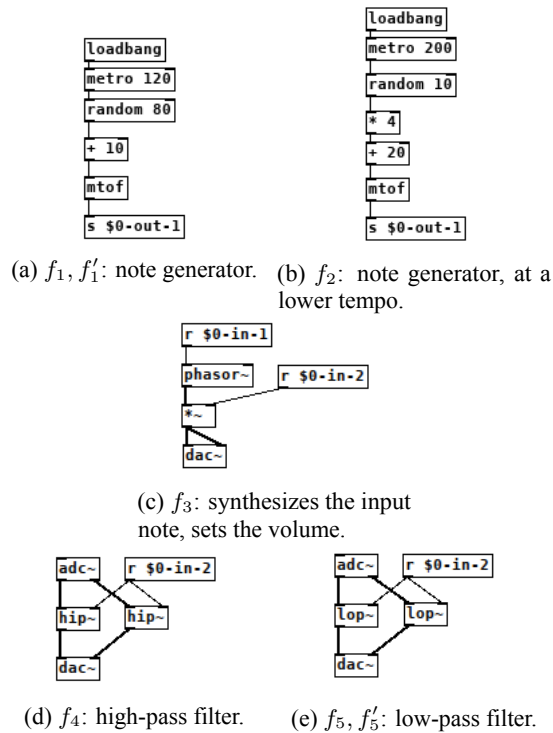 loadbang
metro 120
random 80
+ 10
mtof
s $0-out-1
(a) f₁, f₁′: note generator.
loadbang
metro 200
random 10
* 4
+ 20
mtof
s $0-out-1
(b) f₂: note generator, at a
lower tempo.
r $0-in-1
phasor~
r $0-in-2
*~
dac~
(c) f₃: synthesizes the input
note, sets the volume.
adc~
r $0-in-2
hip~
hip~
dac~
(d) f₄: high-pass filter.
adc~
r $0-in-2
lop~
lop~
dac~
(e) f₅, f₅′: low-pass filter.